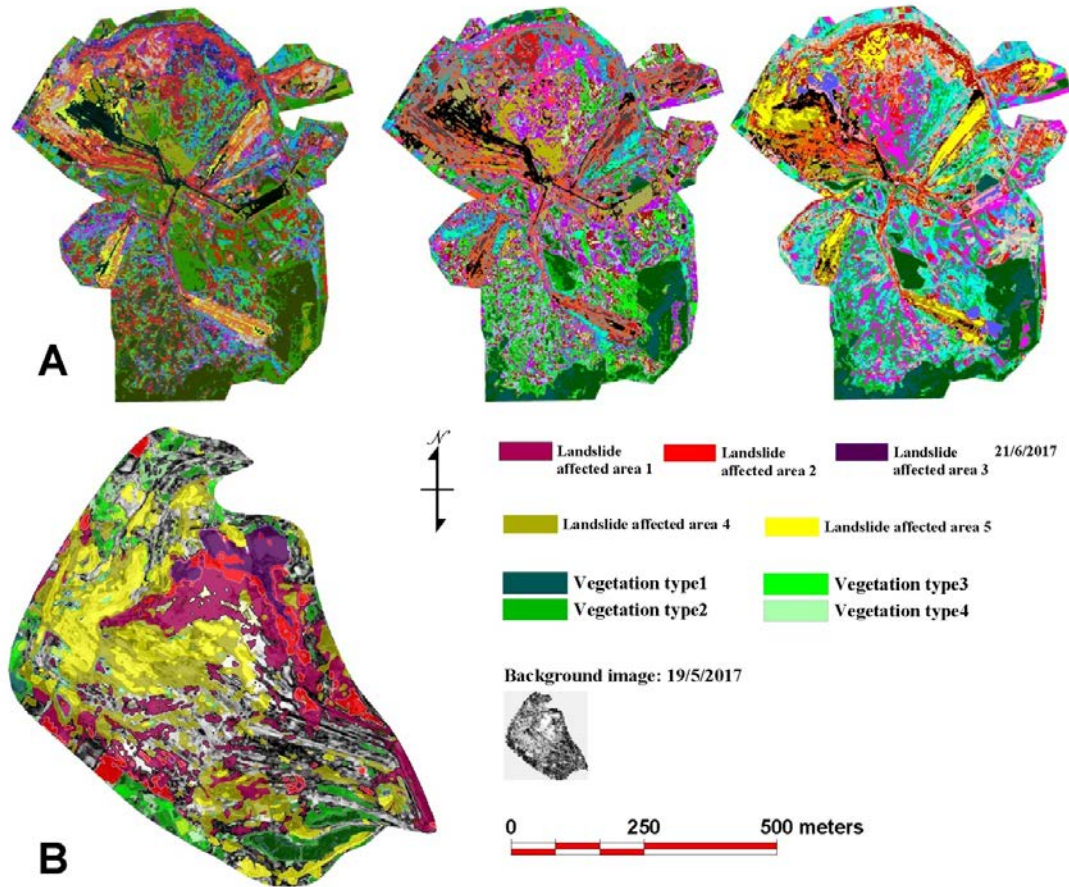 A
N
Landslide affected area 1
Landslide affected area 2
Landslide affected area 3
21/6/2017
Landslide affected area 4
Landslide affected area 5
Vegetation type1
Vegetation type3
Vegetation type2
Vegetation type4
Background image: 19/5/2017
B
0 250 500 meters